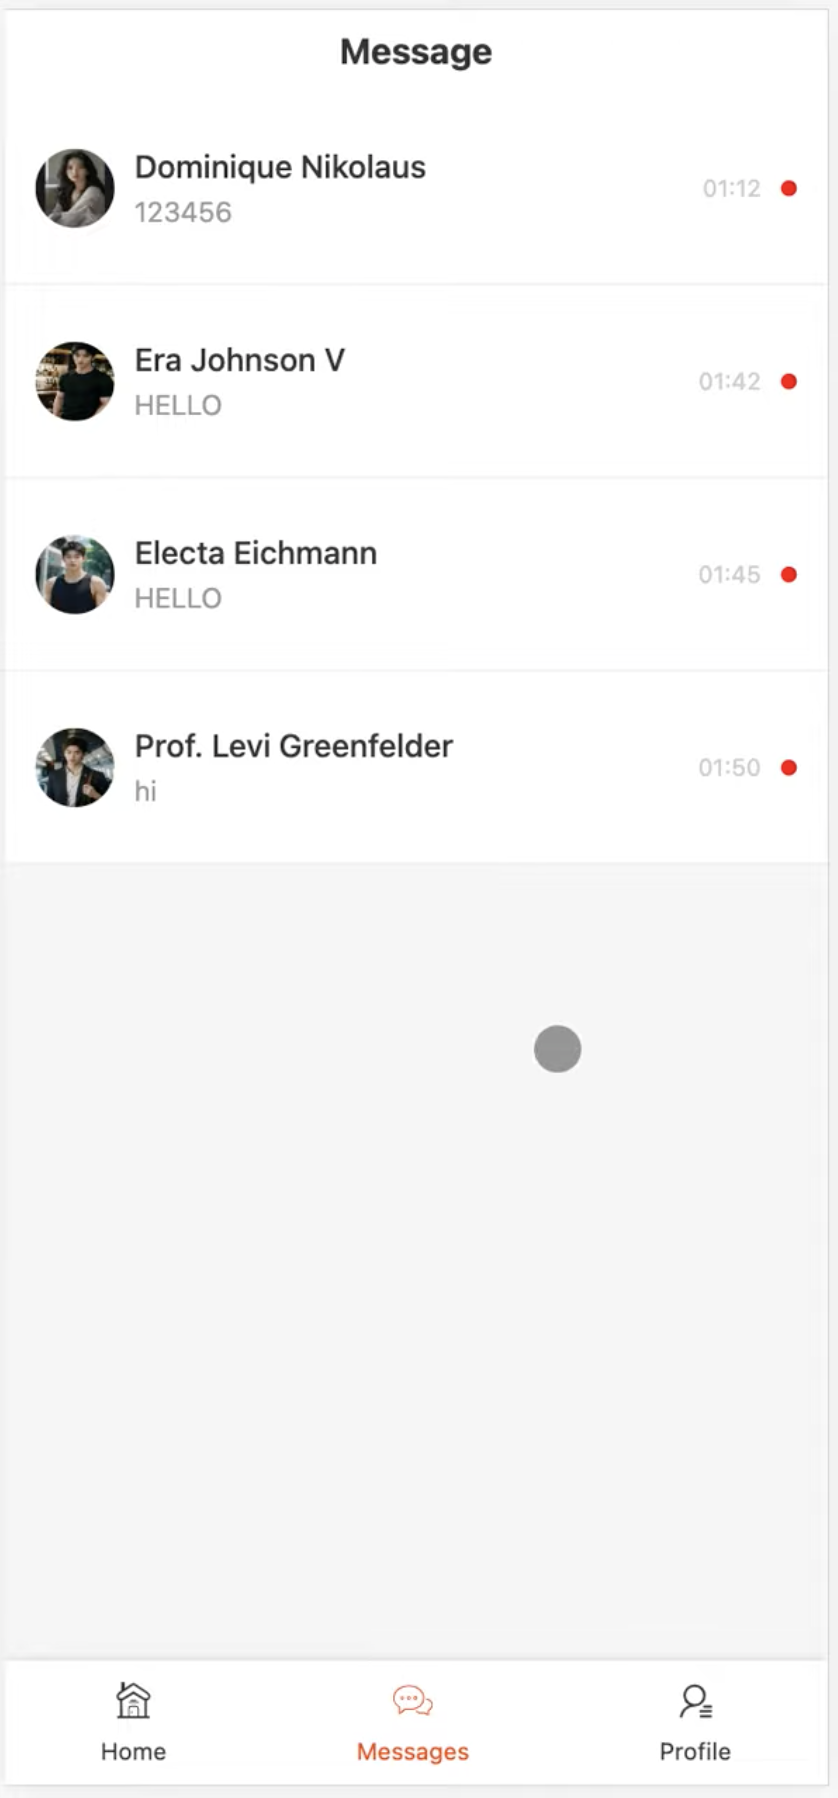 Message
Dominique Nikolaus
123456
01:12
Era Johnson V
HELLO
01:42
Electa Eichmann
HELLO
01:45
Prof. Levi Greenfelder
hi
01:50
Home
Messages
Profile